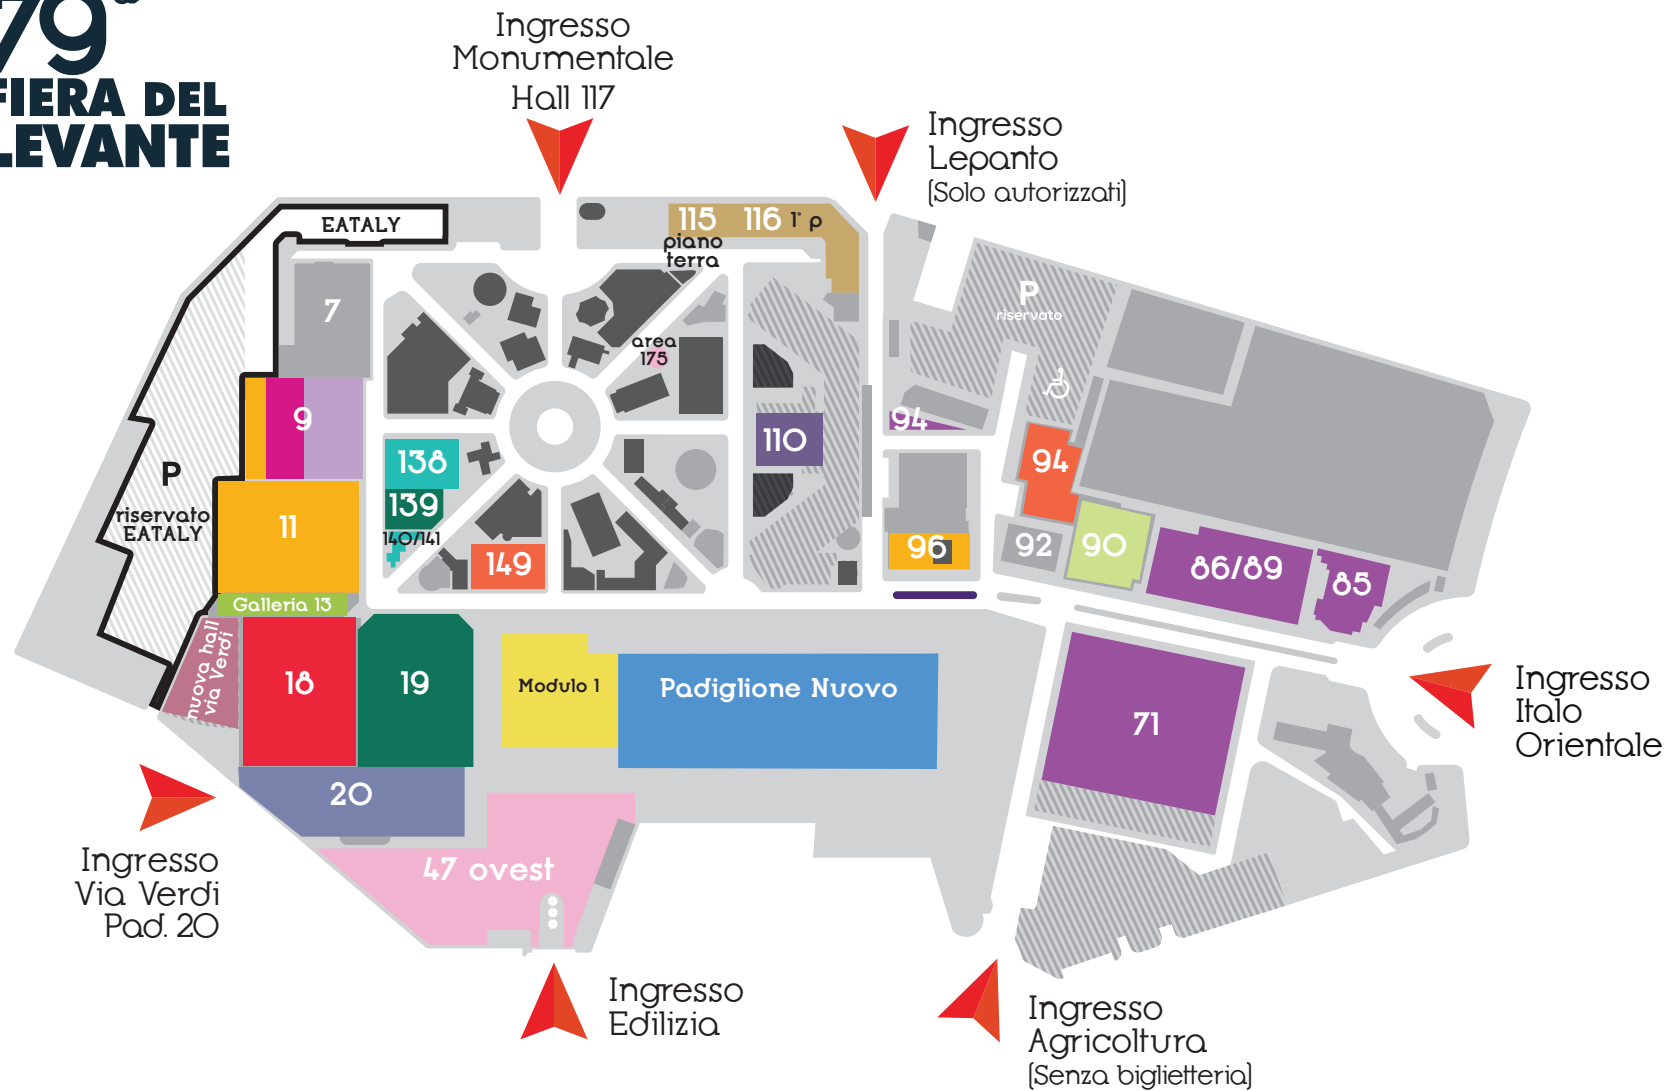 79a
FIERA DEL
LEVANTE
Ingresso
Monumentale
Hall 117
Ingresso
Lepanto
(Solo autorizzati)
EATALY
115 116 1° p
piano
terra
7
area
175
P
riservato
9
94
110
138
94
P
139
riservato
EATALY
11
140/141
149
96
92
90
86/89
85
Galleria 13
nuova hall
via Verdi
18
19
Modulo 1
Padiglione Nuovo
71
Ingresso
Italo
Orientale
20
47 ovest
Ingresso
Via Verdi
Pad. 20
Ingresso
Edilizia
Ingresso
Agricoltura
(Senza biglietteria)